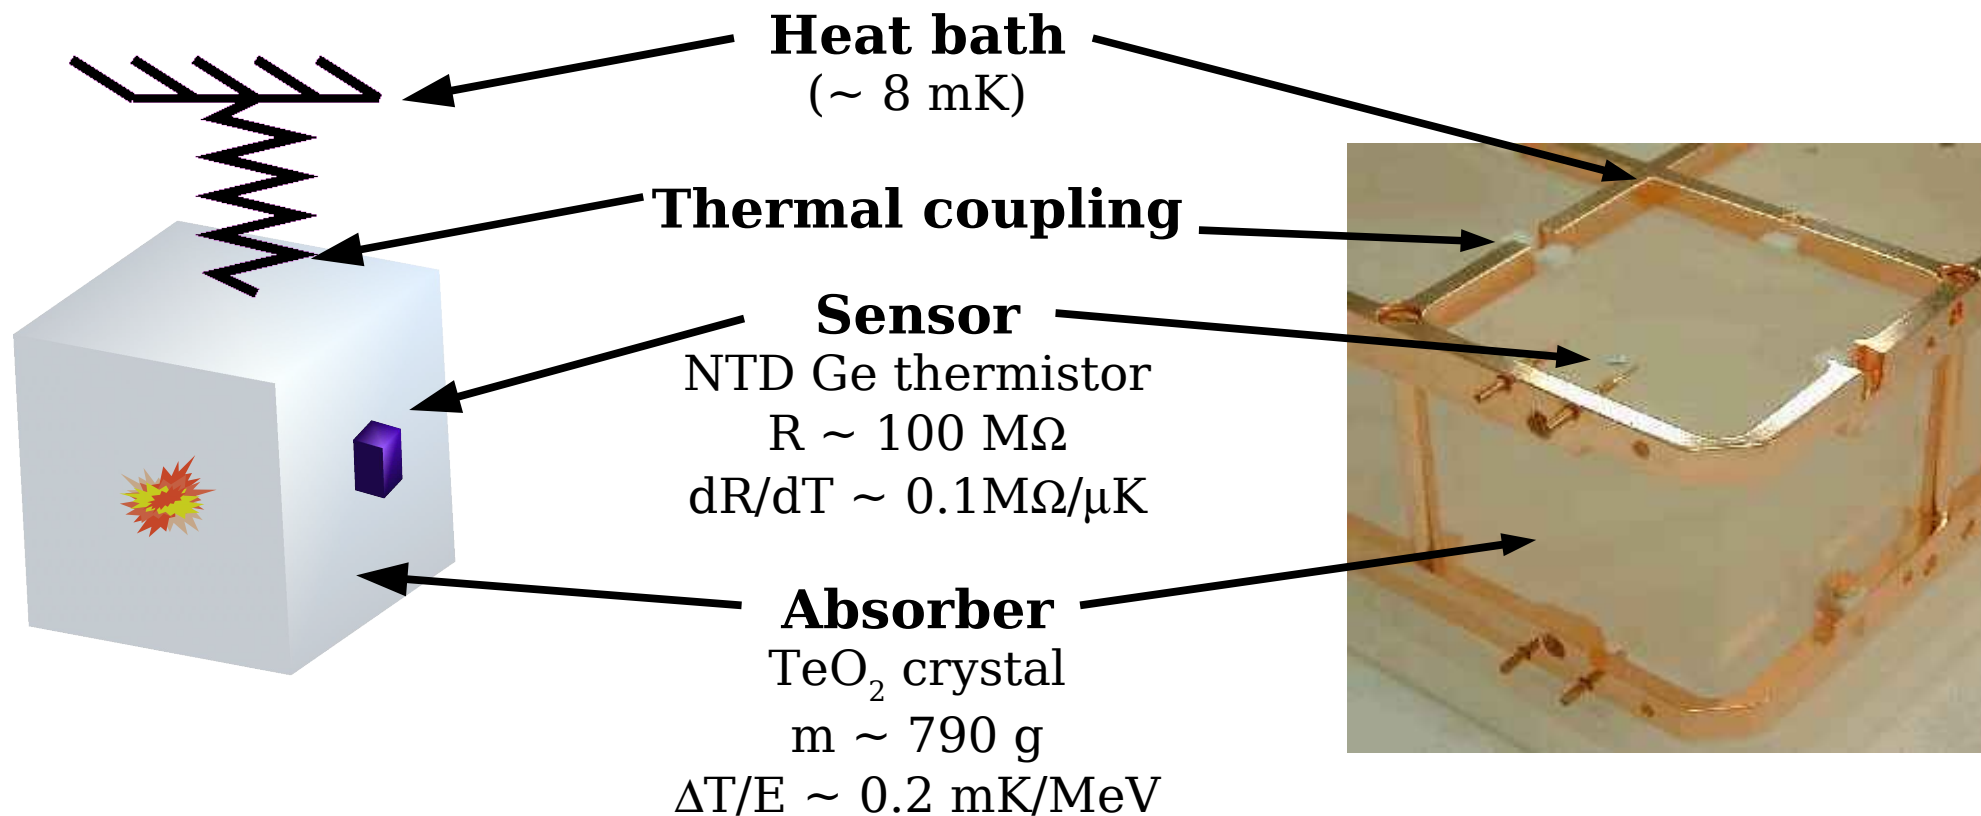 Heat bath
(~ 8 mK)
Thermal coupling
Sensor
NTD Ge thermistor
R ~ 100 MΩ
dR/dT ~ 0.1MΩ/μK
Absorber
TeO₂ crystal
m ~ 790 g
ΔT/E ~ 0.2 mK/MeV